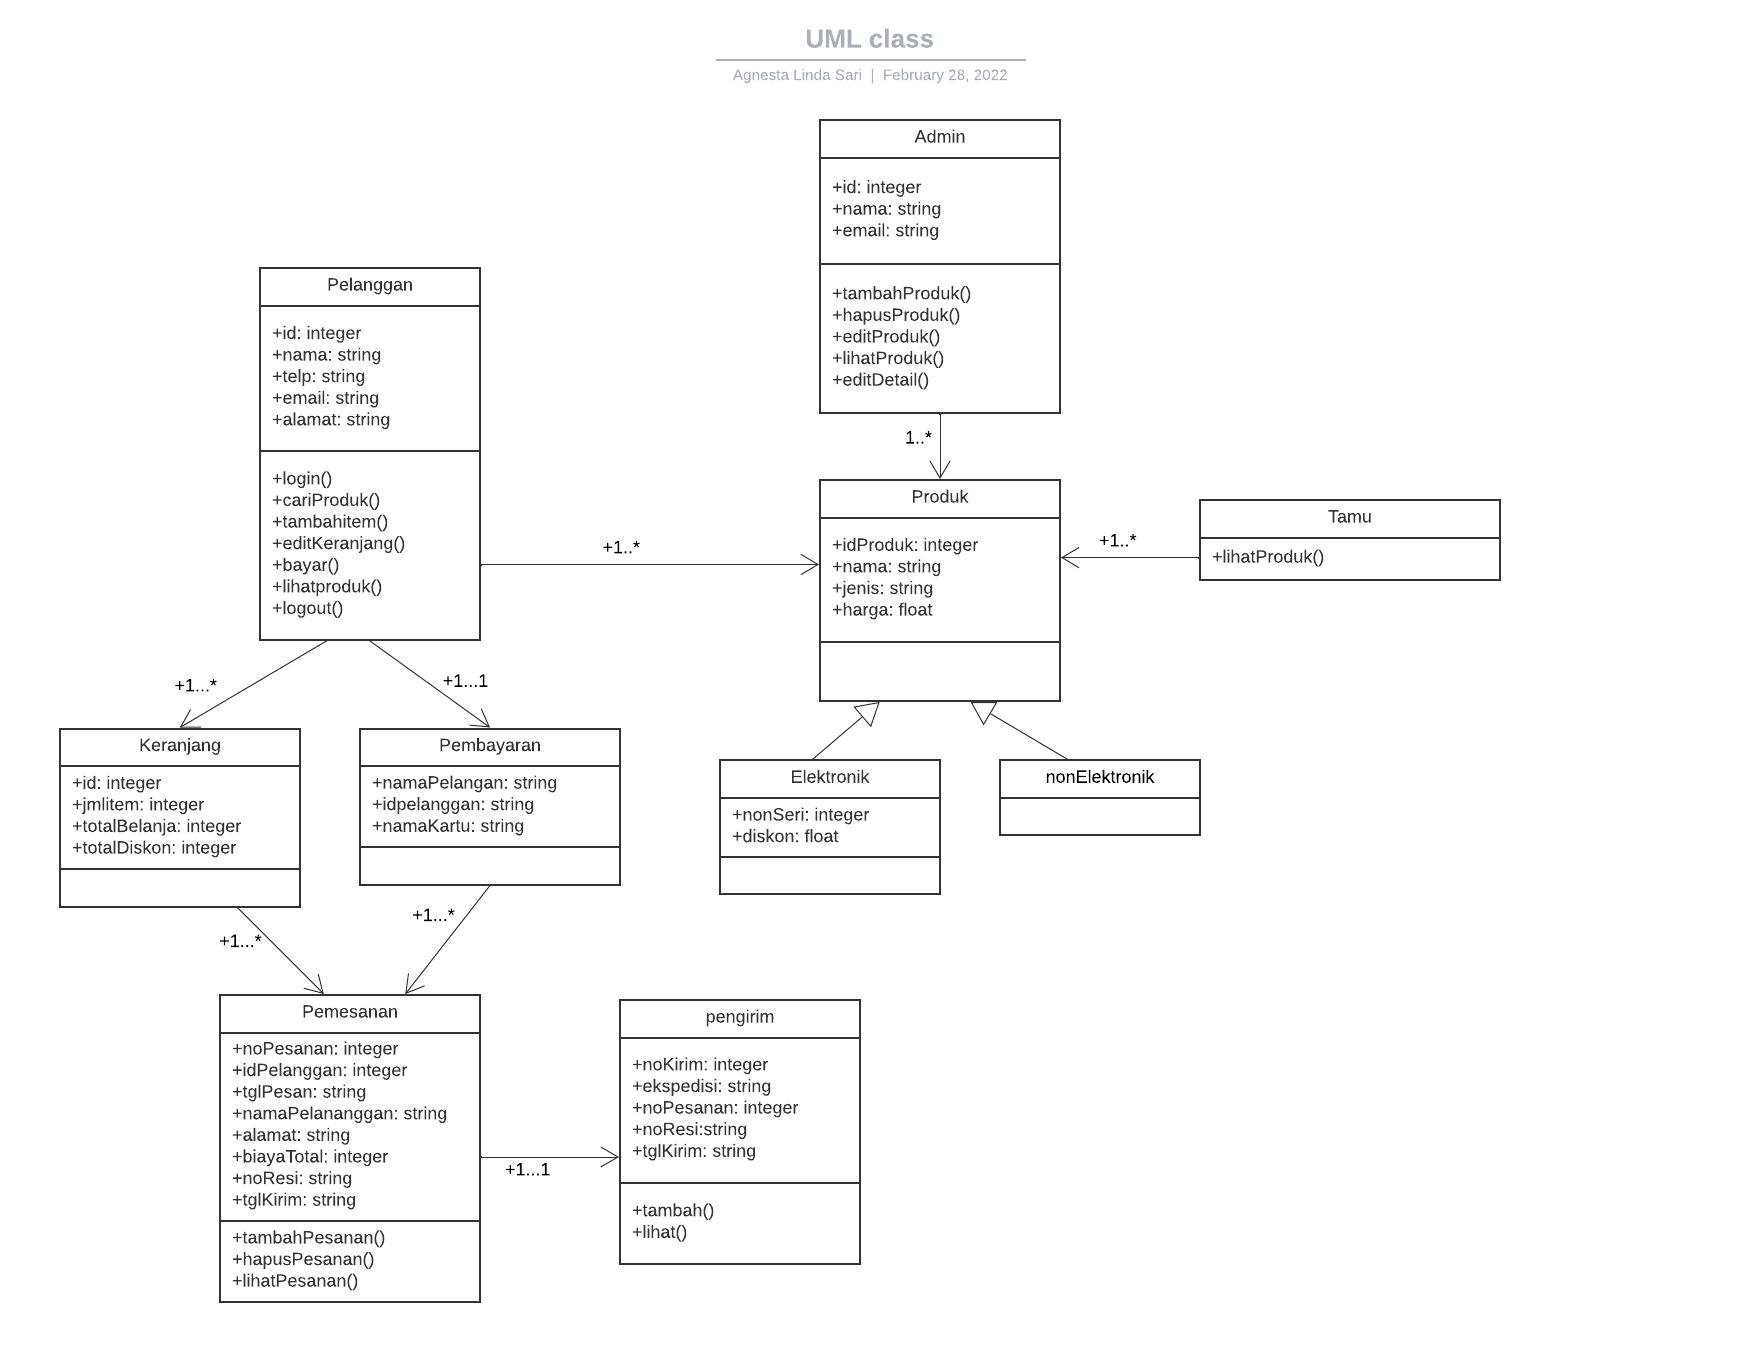 UML class
Agnesta Linda Sari | February 28, 2022
Admin
+id: integer
+nama: string
+email: string
+tambahProduk()
+hapusProduk()
+editProduk()
+lihatProduk()
+editDetail()
1..*
Pelanggan
+id: integer
+nama: string
+telp: string
+email: string
+alamat: string
+login()
+cariProduk()
+tambahitem()
+editKeranjang()
+bayar()
+lihatproduk()
+logout()
+1..*
Produk
+idProduk: integer
+nama: string
+jenis: string
+harga: float
+1..*
Tamu
+lihatProduk()
+1...*
+1...1
Keranjang
+id: integer
+jmlitem: integer
+totalBelanja: integer
+totalDiskon: integer
Pembayaran
+namaPelangan: string
+idpelanggan: string
+namaKartu: string
Elektronik
+nonSeri: integer
+diskon: float
nonElektronik
+1...*
+1...*
Pemesanan
+noPesanan: integer
+idPelanggan: integer
+tglPesan: string
+namaPelananggan: string
+alamat: string
+biayaTotal: integer
+noResi: string
+tglKirim: string
+tambahPesanan()
+hapusPesanan()
+lihatPesanan()
+1...1
pengirim
+noKirim: integer
+ekspedisi: string
+noPesanan: integer
+noResi:string
+tglKirim: string
+tambah()
+lihat()